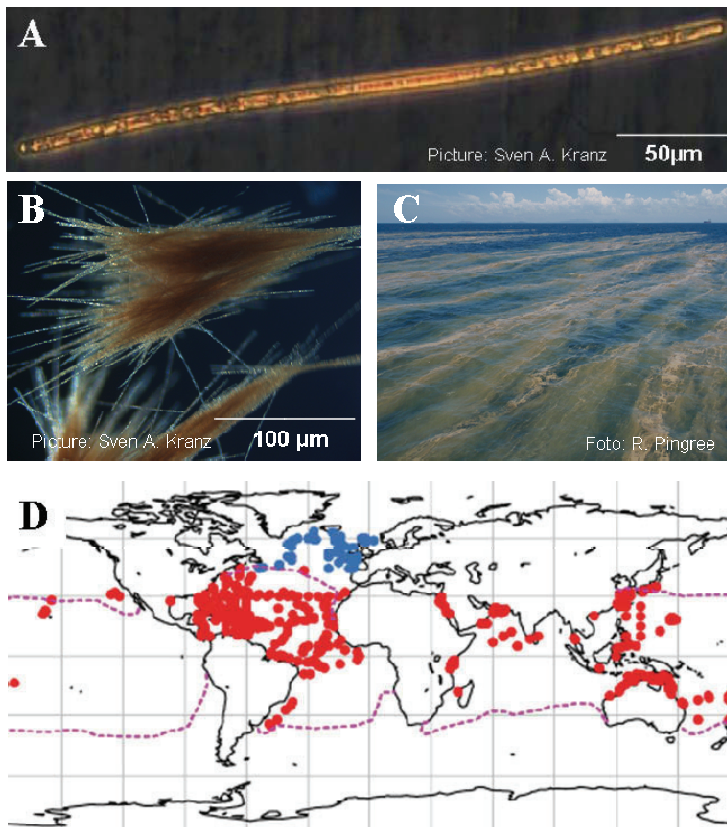 A
Picture: Sven A. Kranz
50µm
B
Picture: Sven A. Kranz
100 µm
C
Foto: R. Pingree
D